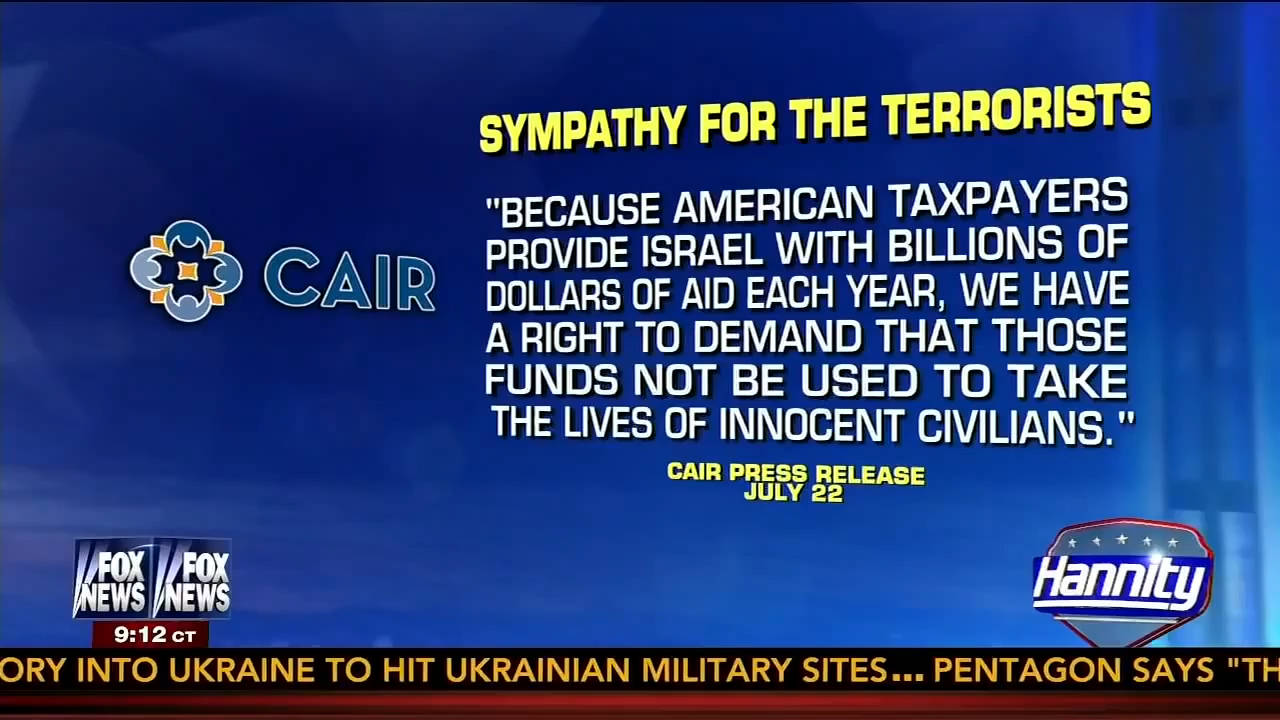 SYMPATHY FOR THE TERRORISTS
"BECAUSE AMERICAN TAXPAYERS
PROVIDE ISRAEL WITH BILLIONS OF
DOLLARS OF AID EACH YEAR, WE HAVE
A RIGHT TO DEMAND THAT THOSE
FUNDS NOT BE USED TO TAKE
THE LIVES OF INNOCENT CIVILIANS."
CAIR PRESS RELEASE
JULY 22
CAIR
FOX NEWS FOX NEWS
9:12 CT
Hannity
ORY INTO UKRAINE TO HIT UKRAINIAN MILITARY SITES... PENTAGON SAYS "TH